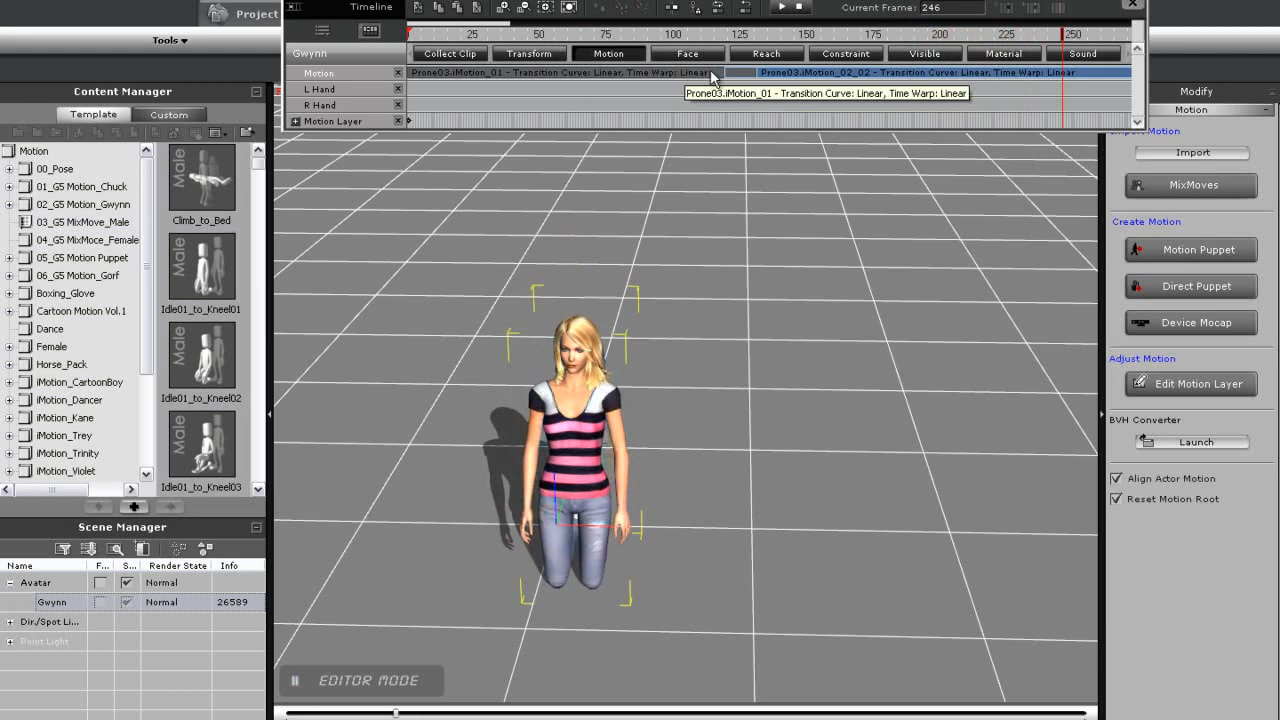 Project
Timeline
Current Frame: 246
Tools
0 25 50 75 100 125 150 175 200 225 250
Gwynn
Collect Clip Transform Motion Face Reach Constraint Visible Material Sound
Motion Prone03.iMotion_01 - Transition Curve: Linear, Time Warp: Linear Prone03.iMotion_02_02 - Transition Curve: Linear, Time Warp: Linear
Prone03.iMotion_01 - Transition Curve: Linear, Time Warp: Linear
L Hand
R Hand
Motion Layer
Content Manager
Template Custom
Motion
00_Pose
01_G5 Motion_Chuck
02_G5 Motion_Gwynn
03_G5 MixMove_Male
04_G5 MixMoce_Female
05_G5 Motion Puppet
06_G5 Motion_Gorf
Boxing_Glove
Cartoon Motion Vol.1
Dance
Female
Horse_Pack
iMotion_CartoonBoy
iMotion_Dancer
iMotion_Kane
iMotion_Trey
iMotion_Trinity
iMotion_Violet
Male
Climb_to_Bed
Male
Idle01_to_Kneel01
Male
Idle01_to_Kneel02
Male
Idle01_to_Kneel03
Scene Manager
Name F... S... Render State Info
Avatar Normal
Gwynn Normal 26589
Dir./Spot Li...
Point Light
EDITOR MODE
Modify
Motion
Import
MixMoves
Create Motion
Motion Puppet
Direct Puppet
Device Mocap
Adjust Motion
Edit Motion Layer
BVH Converter
Launch
Align Actor Motion
Reset Motion Root